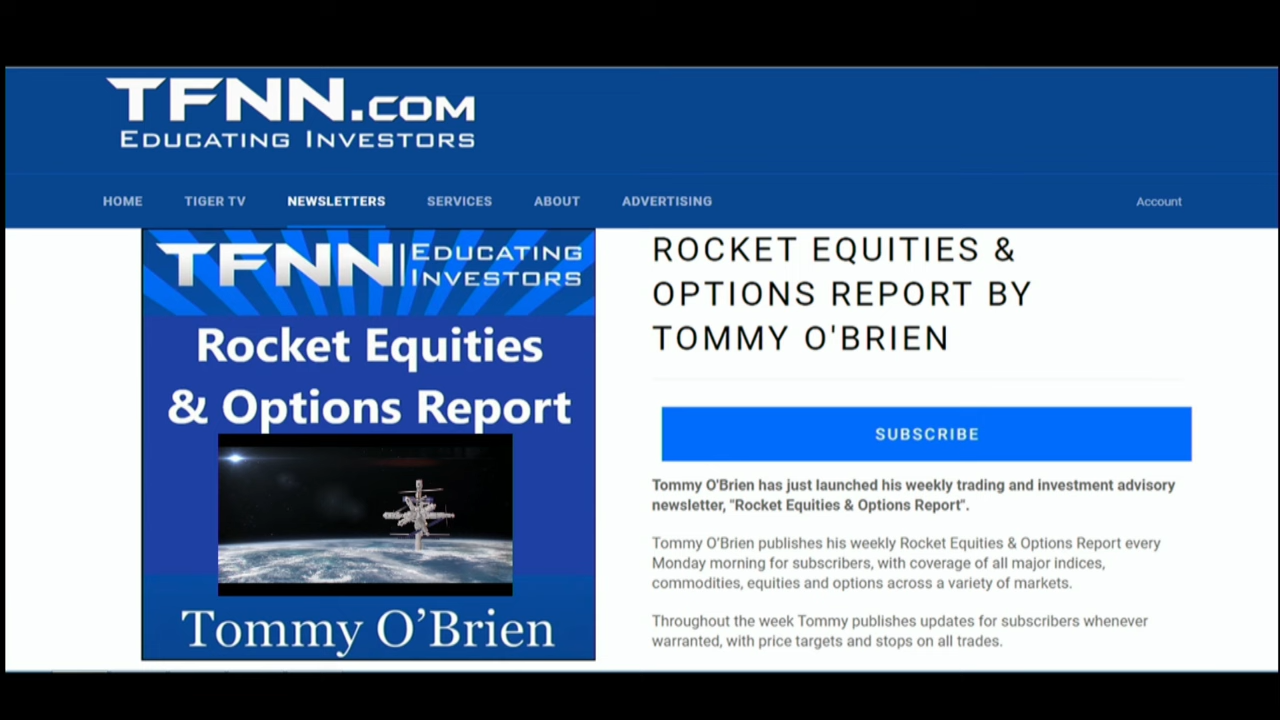 TFNN.COM
EDUCATING INVESTORS
HOME TIGER TV NEWSLETTERS SERVICES ABOUT ADVERTISING Account
TFNN EDUCATING
INVESTORS
Rocket Equities
& Options Report
Tommy O’Brien
ROCKET EQUITIES &
OPTIONS REPORT BY
TOMMY O'BRIEN
SUBSCRIBE
Tommy O'Brien has just launched his weekly trading and investment advisory
newsletter, "Rocket Equities & Options Report".
Tommy O'Brien publishes his weekly Rocket Equities & Options Report every
Monday morning for subscribers, with coverage of all major indices,
commodities, equities and options across a variety of markets.
Throughout the week Tommy publishes updates for subscribers whenever
warranted, with price targets and stops on all trades.